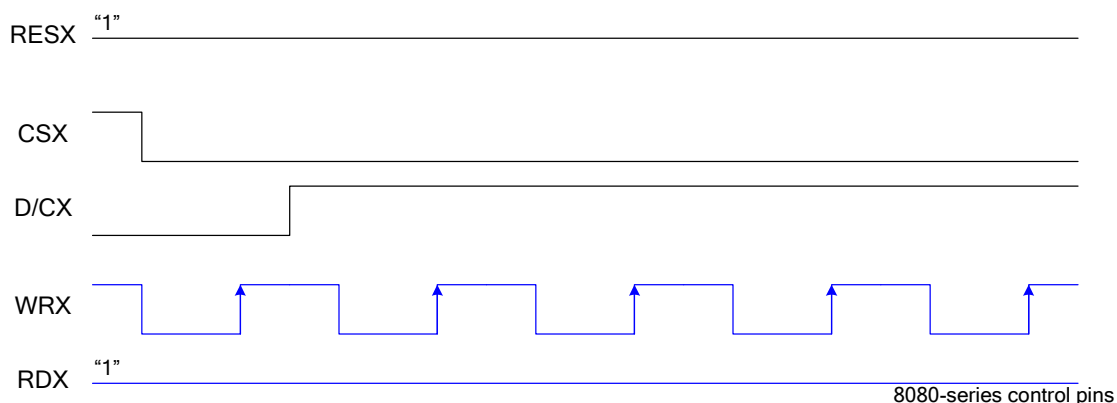 “1”
RESX
CSX
D/CX
WRX
“1”
RDX
8080-series control pins